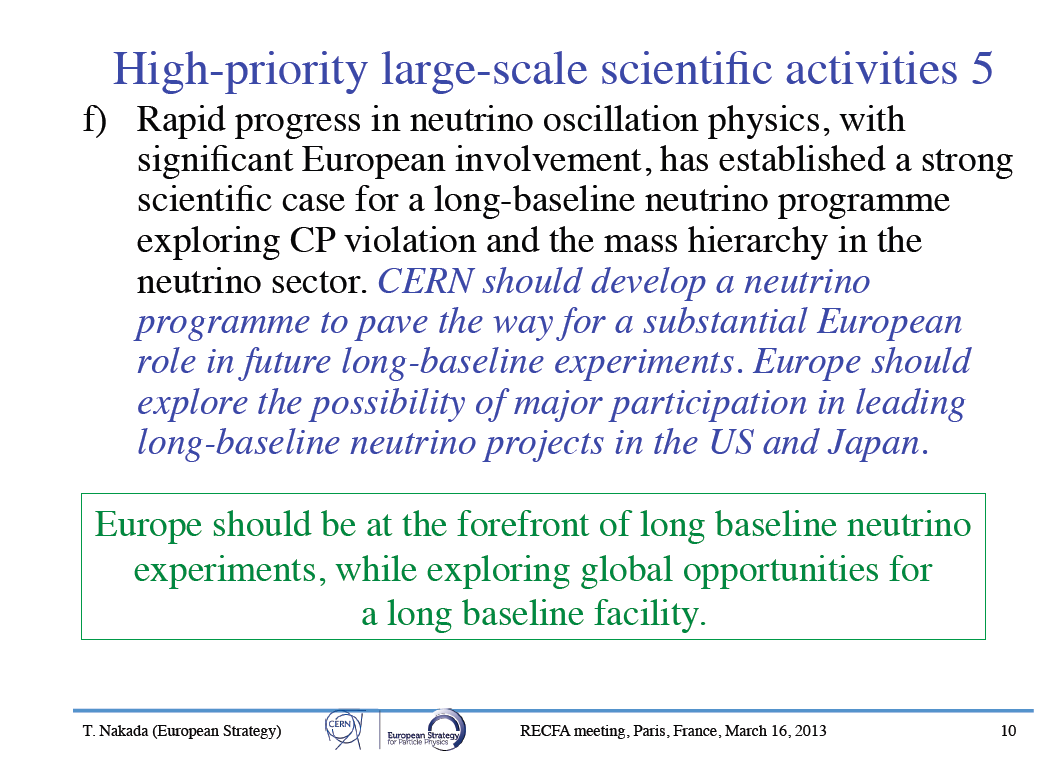 High-priority large-scale scientific activities 5
f) Rapid progress in neutrino oscillation physics, with
significant European involvement, has established a strong
scientific case for a long-baseline neutrino programme
exploring CP violation and the mass hierarchy in the
neutrino sector. CERN should develop a neutrino
programme to pave the way for a substantial European
role in future long-baseline experiments. Europe should
explore the possibility of major participation in leading
long-baseline neutrino projects in the US and Japan.
Europe should be at the forefront of long baseline neutrino
experiments, while exploring global opportunities for
a long baseline facility.
T. Nakada (European Strategy)
CERN
European Strategy
for Particle Physics
RECFA meeting, Paris, France, March 16, 2013
10